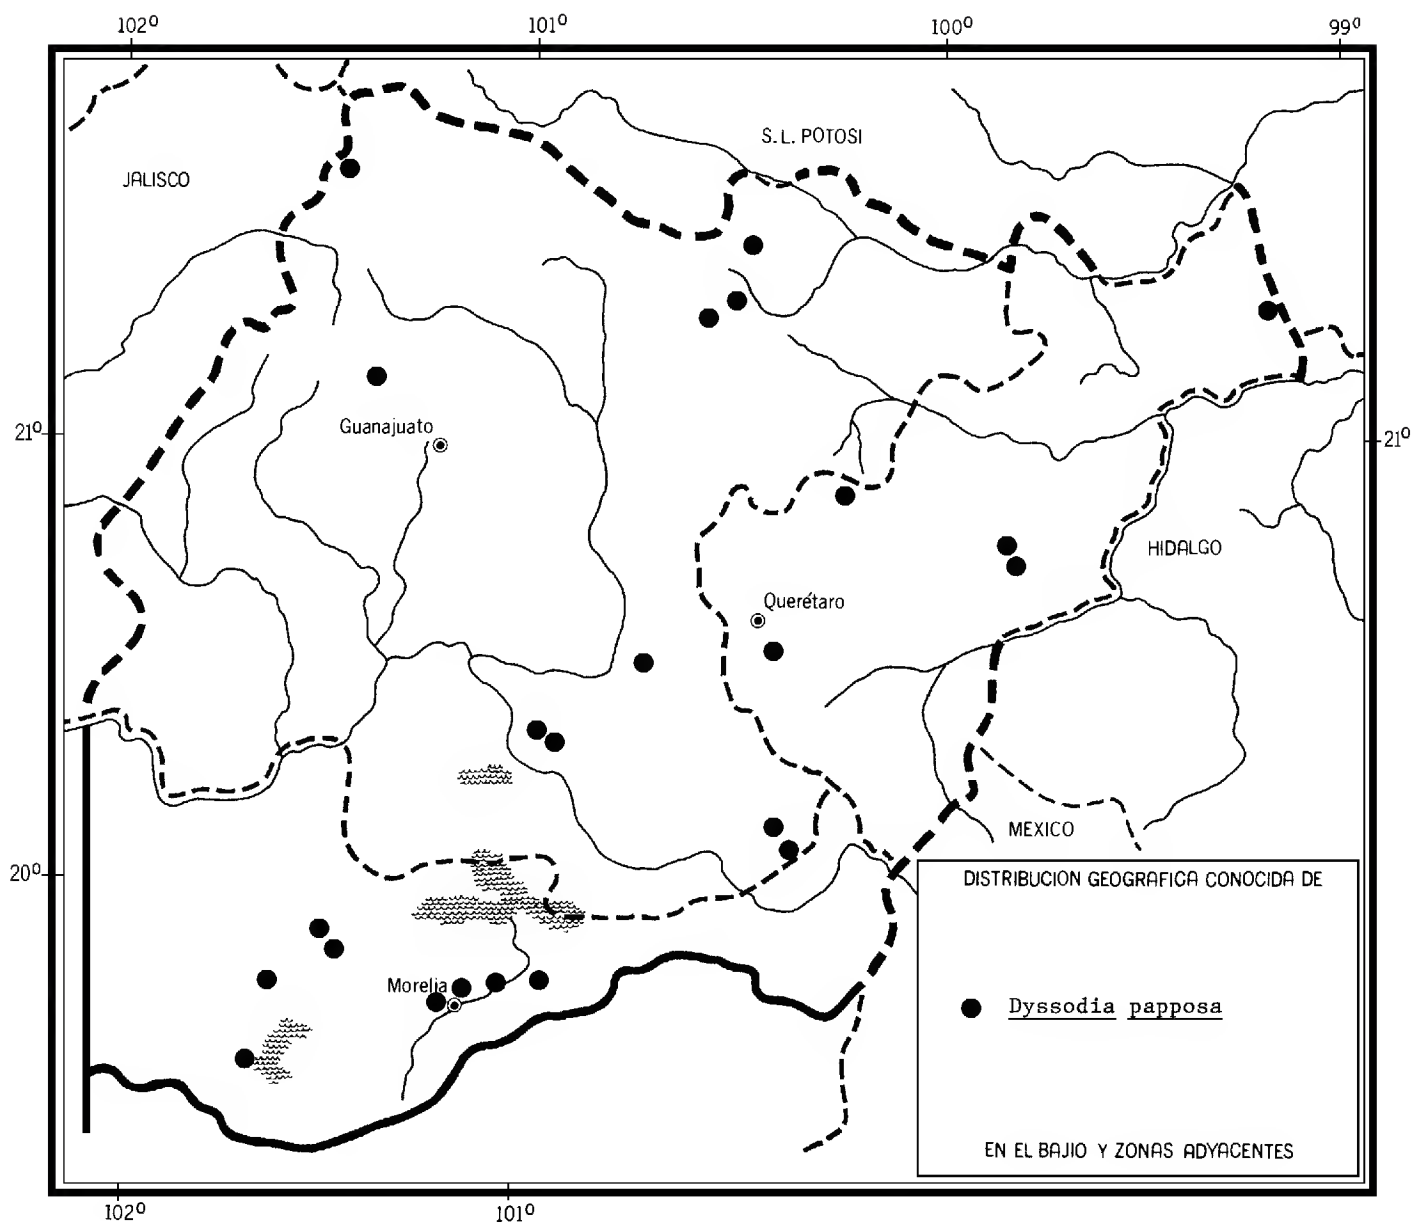 102º 101º 100º 99º
S.L. POTOSI
JALISCO
Guanajuato
21º 21º
HIDALGO
Querétaro
MEXICO
20º
DISTRIBUCION GEOGRAFICA CONOCIDA DE
Morelia
Dyssodia papposa
EN EL BAJIO Y ZONAS ADYACENTES
102º 101º